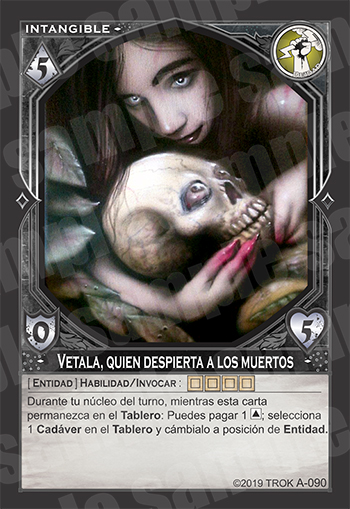 INTANGIBLE
5
0
5
VETALA, QUIEN DESPIERTA A LOS MUERTOS
[ ENTIDAD ] HABILIDAD/INVOCAR :
Durante tu núcleo del turno, mientras esta carta
permanezca en el Tablero: Puedes pagar 1 ; selecciona
1 Cadáver en el Tablero y cámbialo a posición de Entidad.
©2019 TROK A-090
Sample